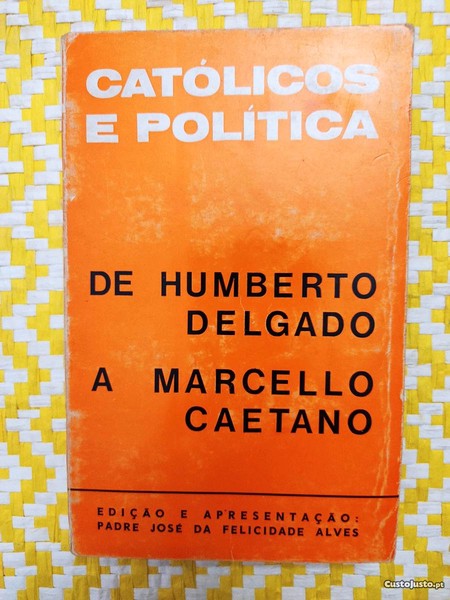 CATÓLICOS
E POLÍTICA
DE HUMBERTO
DELGADO
A MARCELLO
CAETANO
EDIÇÃO E APRESENTAÇÃO:
PADRE JOSÉ DA FELICIDADE ALVES
CustoJusto.pt